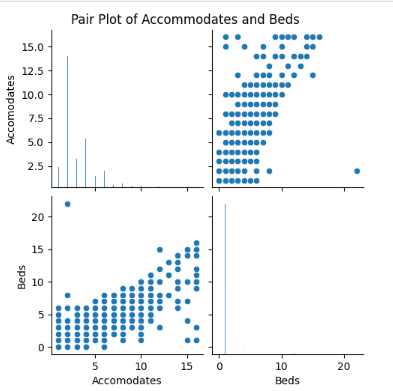 Pair Plot of Accommodates and Beds
15.0
12.5
10.0
7.5
5.0
2.5
Accomodates
20
15
10
5
0
Beds
5 10 15
0 10 20
Accomodates
Beds